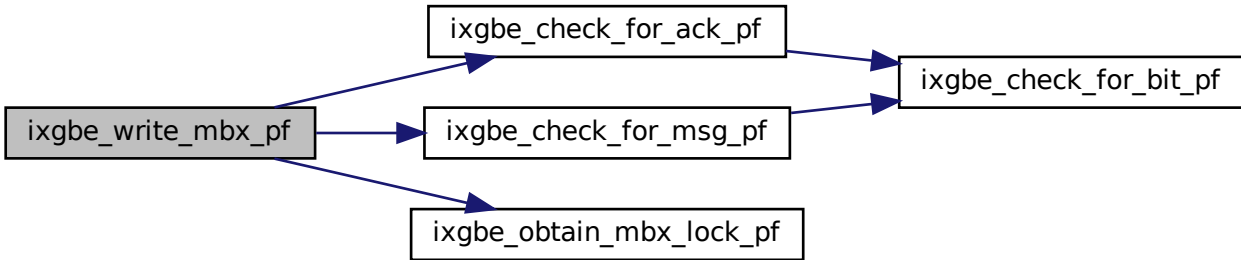 ixgbe_check_for_ack_pf
ixgbe_check_for_bit_pf
ixgbe_write_mbx_pf
ixgbe_check_for_msg_pf
ixgbe_obtain_mbx_lock_pf